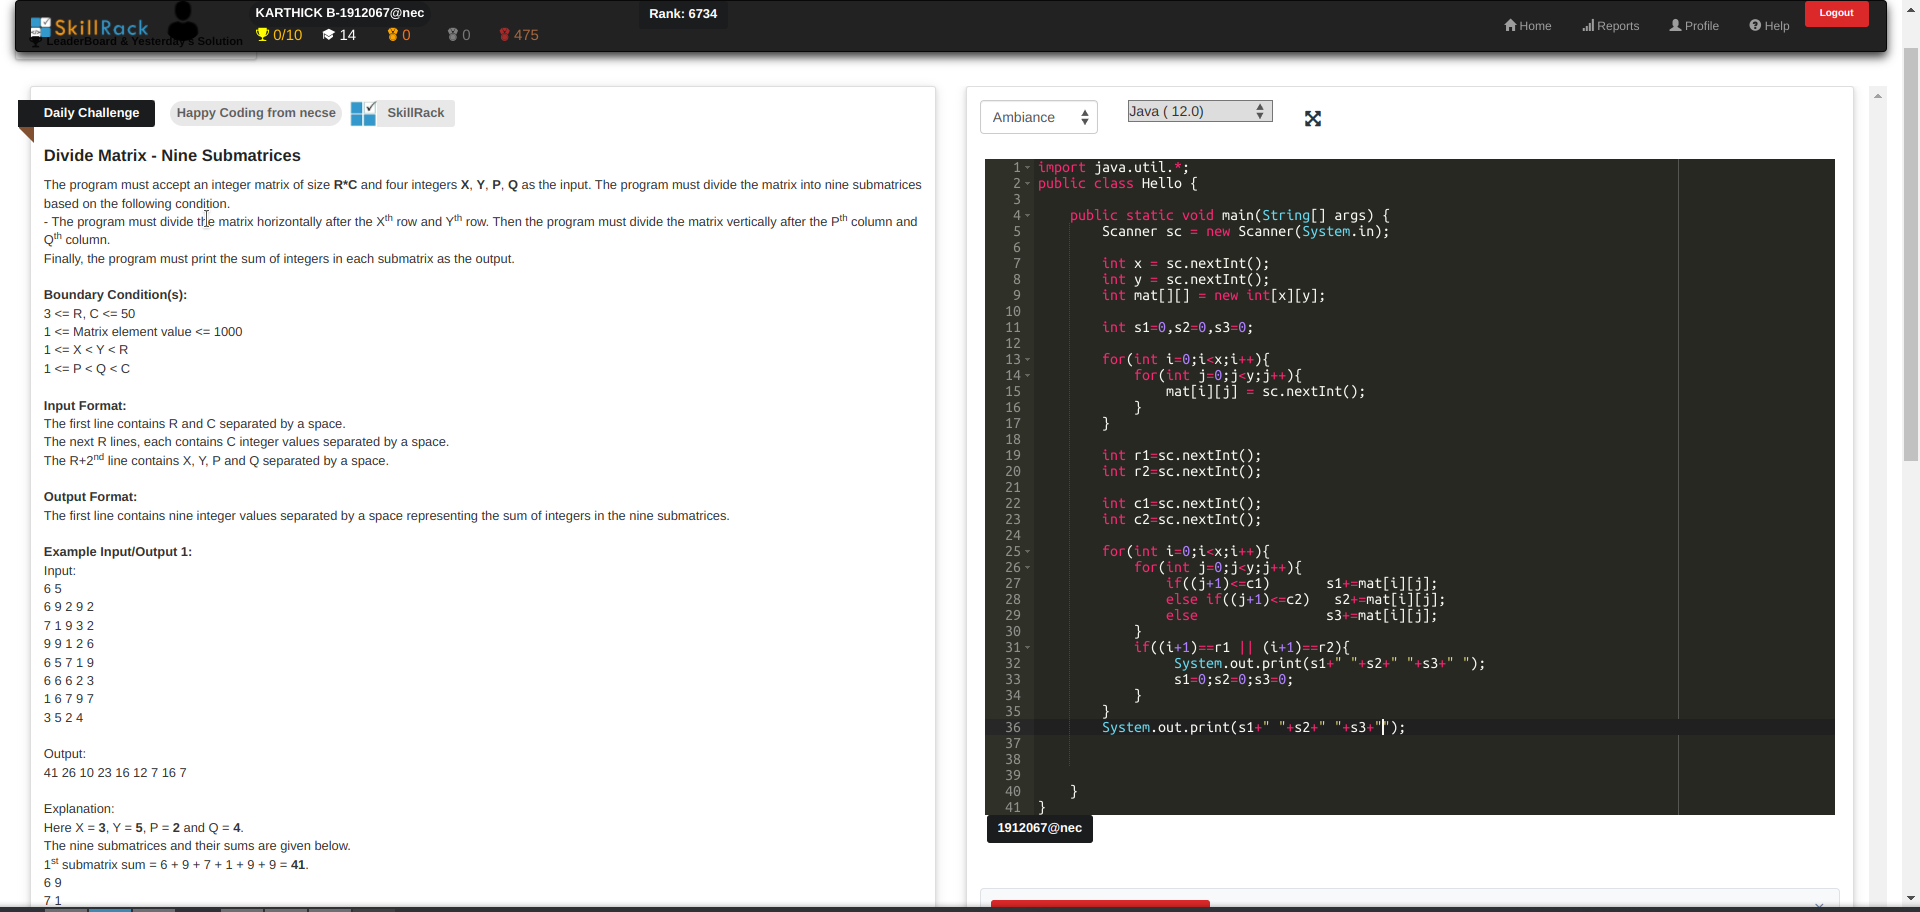 KARTHICK B-1912067@nec
Rank: 6734
SkillRack
LeaderBoard & Yesterday's Solution
0/10 14 0 0 475
Home Reports Profile Help Logout
Daily Challenge Happy Coding from necse SkillRack
Divide Matrix - Nine Submatrices
The program must accept an integer matrix of size R*C and four integers X, Y, P, Q as the input. The program must divide the matrix into nine submatrices
based on the following condition.
- The program must divide the matrix horizontally after the Xth row and Yth row. Then the program must divide the matrix vertically after the Pth column and
Qth column.
Finally, the program must print the sum of integers in each submatrix as the output.
Boundary Condition(s):
3 <= R, C <= 50
1 <= Matrix element value <= 1000
1 <= X < Y < R
1 <= P < Q < C
Input Format:
The first line contains R and C separated by a space.
The next R lines, each contains C integer values separated by a space.
The R+2nd line contains X, Y, P and Q separated by a space.
Output Format:
The first line contains nine integer values separated by a space representing the sum of integers in the nine submatrices.
Example Input/Output 1:
Input:
6 5
6 9 2 9 2
7 1 9 3 2
9 9 1 2 6
6 5 7 1 9
6 6 6 2 3
1 6 7 9 7
3 5 2 4
Output:
41 26 10 23 16 12 7 16 7
Explanation:
Here X = 3, Y = 5, P = 2 and Q = 4.
The nine submatrices and their sums are given below.
1st submatrix sum = 6 + 9 + 7 + 1 + 9 + 9 = 41.
6 9
7 1
Ambiance Java ( 12.0)
1 import java.util.*;
2 public class Hello {
3
4 public static void main(String[] args) {
5 Scanner sc = new Scanner(System.in);
6
7 int x = sc.nextInt();
8 int y = sc.nextInt();
9 int mat[][] = new int[x][y];
10
11 int s1=0,s2=0,s3=0;
12
13 for(int i=0;i<x;i++){
14 for(int j=0;j<y;j++){
15 mat[i][j] = sc.nextInt();
16 }
17 }
18
19 int r1=sc.nextInt();
20 int r2=sc.nextInt();
21
22 int c1=sc.nextInt();
23 int c2=sc.nextInt();
24
25 for(int i=0;i<x;i++){
26 for(int j=0;j<y;j++){
27 if((j+1)<=c1) s1+=mat[i][j];
28 else if((j+1)<=c2) s2+=mat[i][j];
29 else s3+=mat[i][j];
30 }
31 if((i+1)==r1 || (i+1)==r2){
32 System.out.print(s1+" "+s2+" "+s3+" ");
33 s1=0;s2=0;s3=0;
34 }
35 }
36 System.out.print(s1+" "+s2+" "+s3+"");
37
38
39
40 }
41 }
1912067@nec